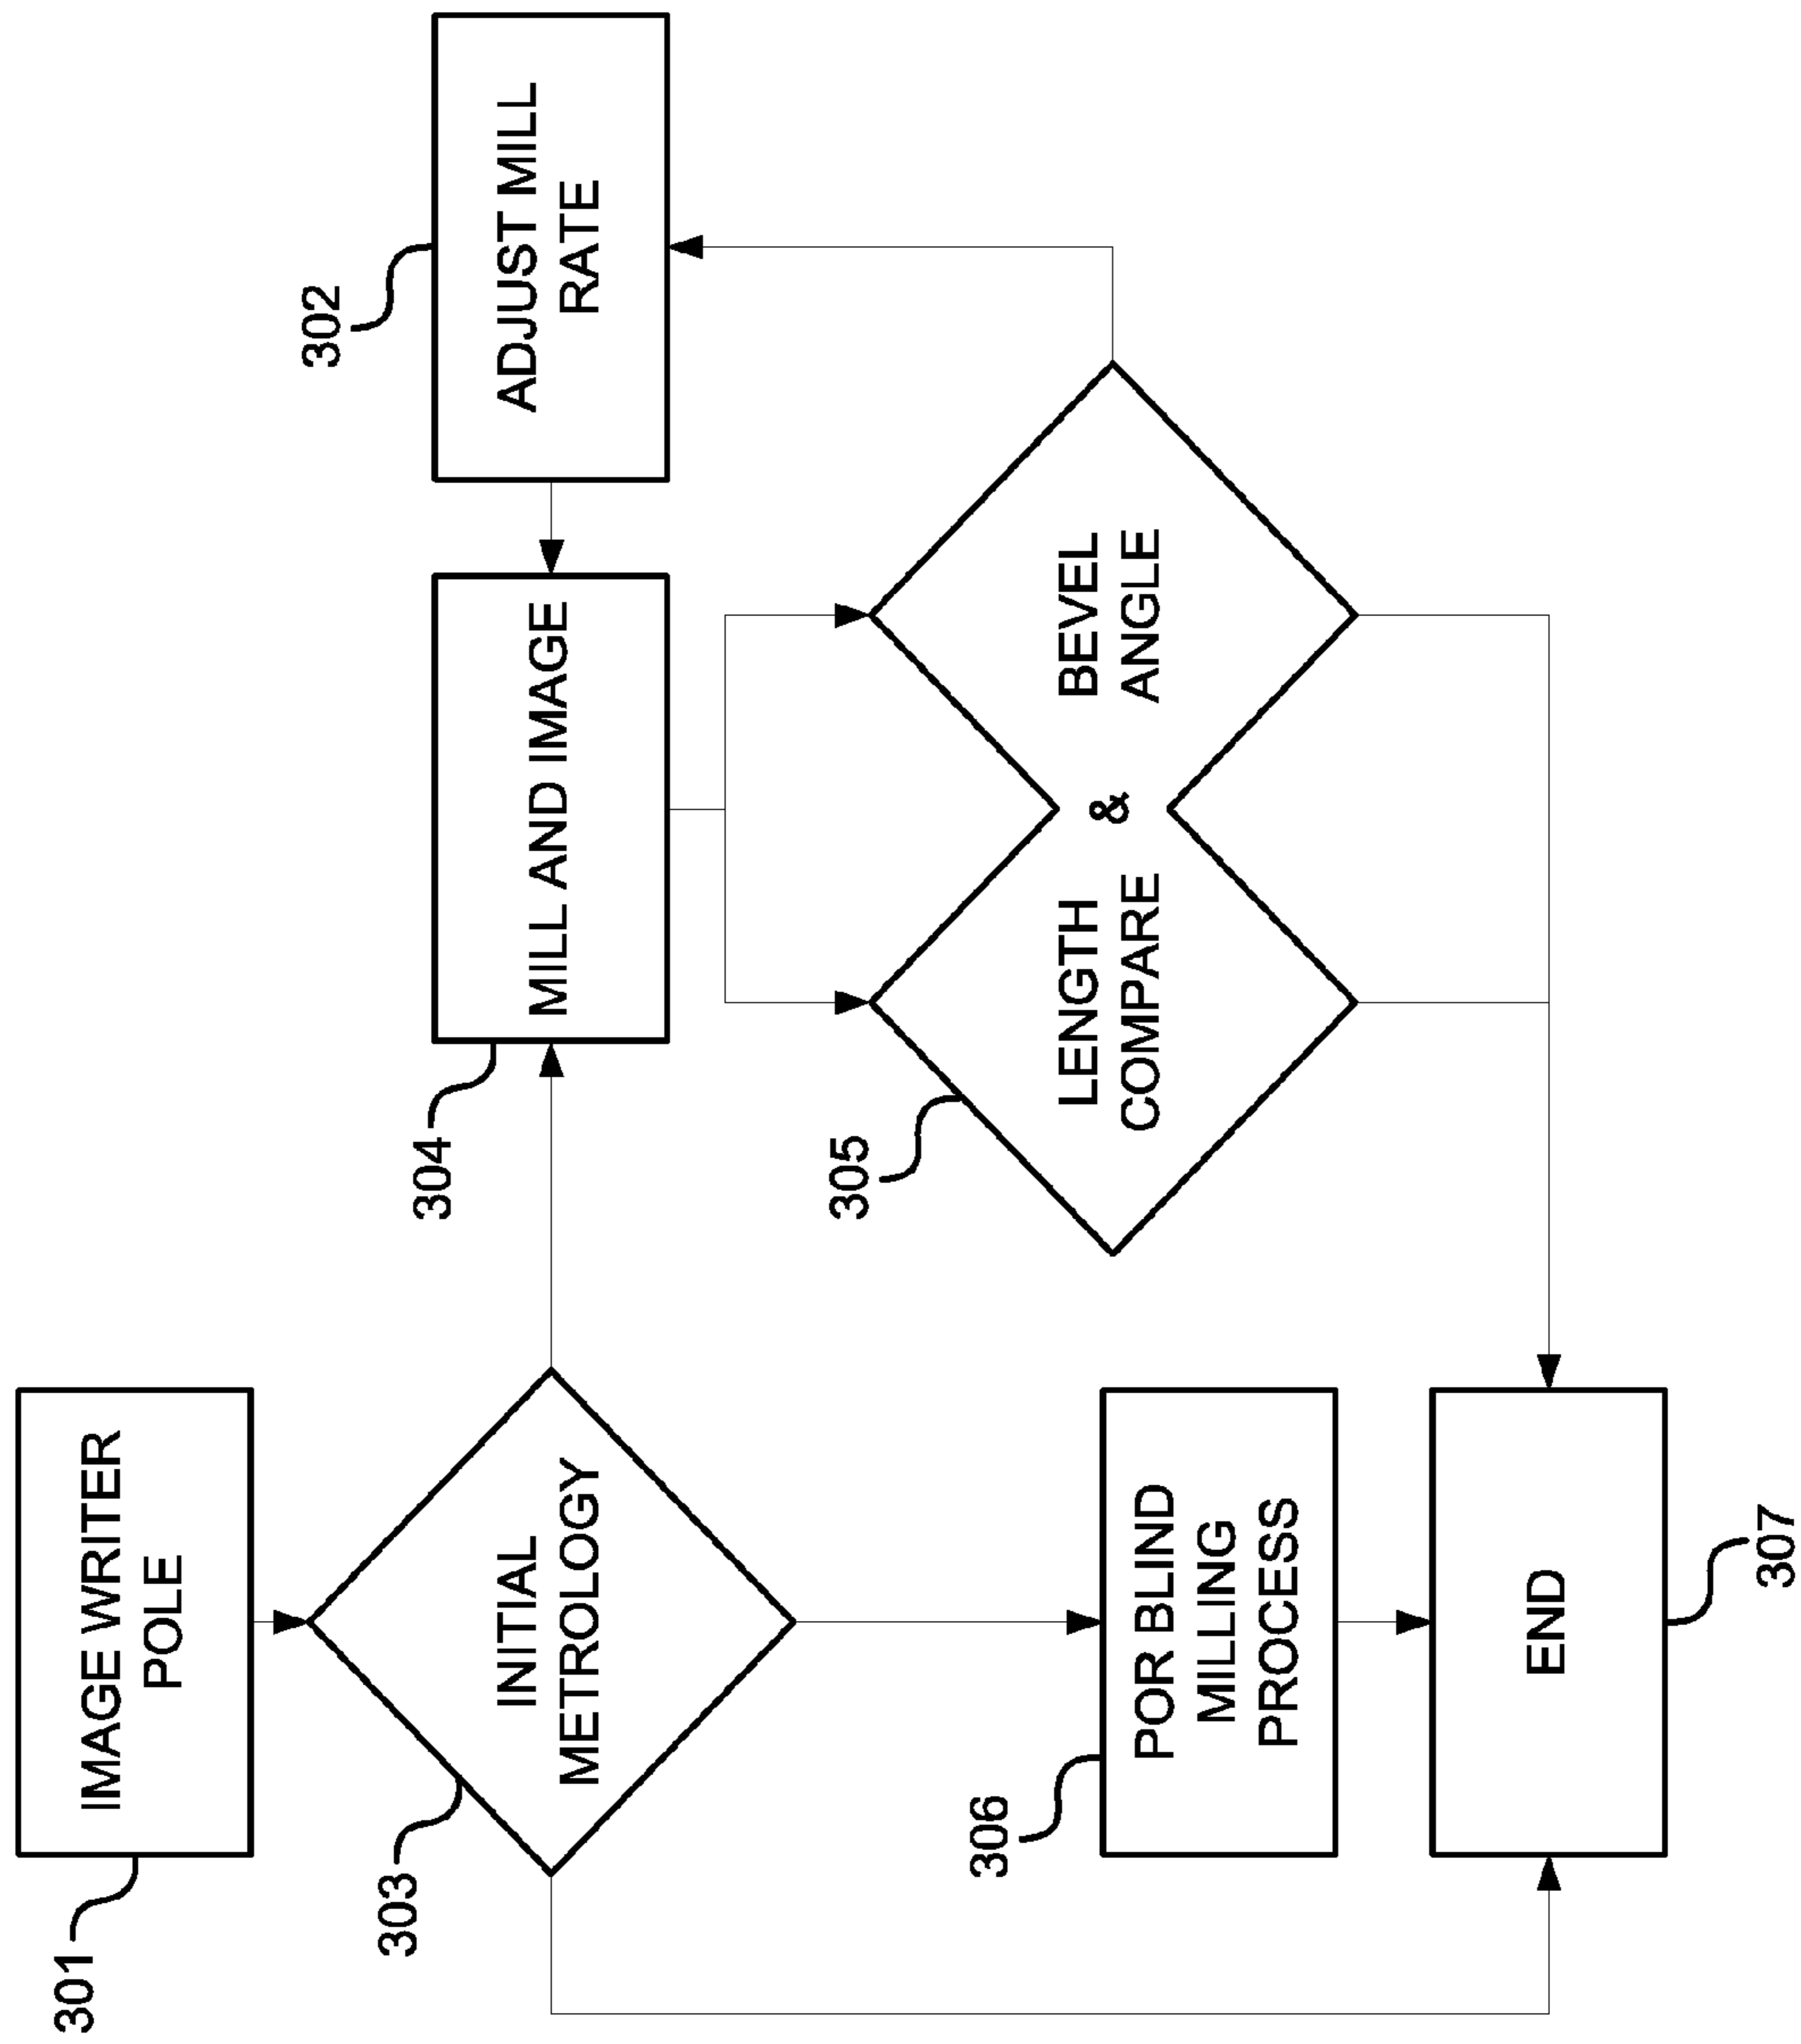 301
IMAGE WRITER
POLE
302
ADJUST MILL
RATE
303
INITIAL
METROLOGY
304
MILL AND IMAGE
305
LENGTH
COMPARE
&
BEVEL
ANGLE
306
POR BLIND
MILLING
PROCESS
END
307